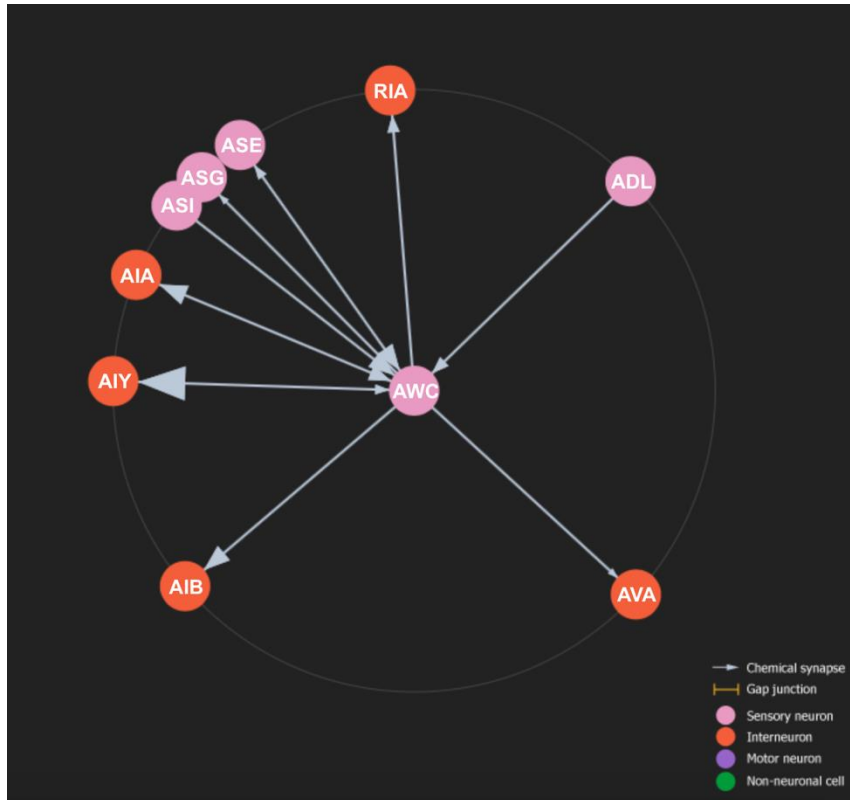 RIA
ASE
ASG
ADL
ASI
AIA
AIY
AWC
AIB
AVA
Chemical synapse
Gap junction
Sensory neuron
Interneuron
Motor neuron
Non-neuronal cell